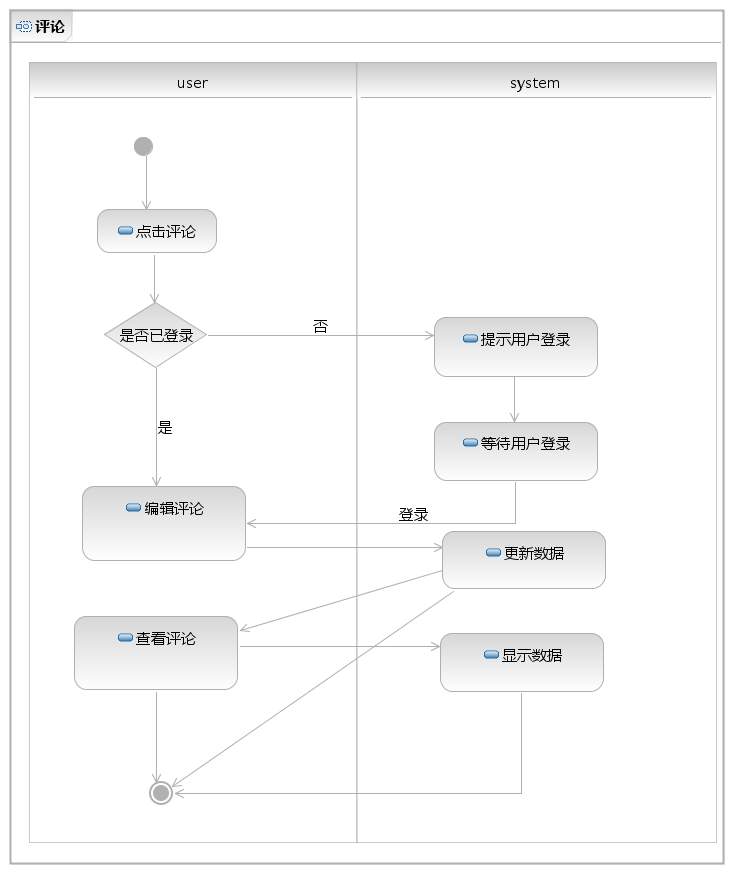 评论
user
system
点击评论
是否已登录
否
提示用户登录
是
等待用户登录
编辑评论
登录
更新数据
查看评论
显示数据